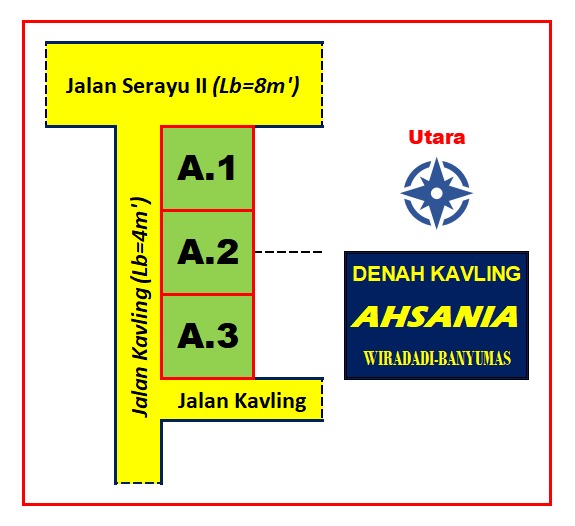 Jalan Serayu II (Lb=8m')
A.1
A.2
A.3
Jalan Kavling (Lb=4m')
Jalan Kavling
Utara
DENAH KAVLING
AHSANIA
WIRADADI-BANYUMAS